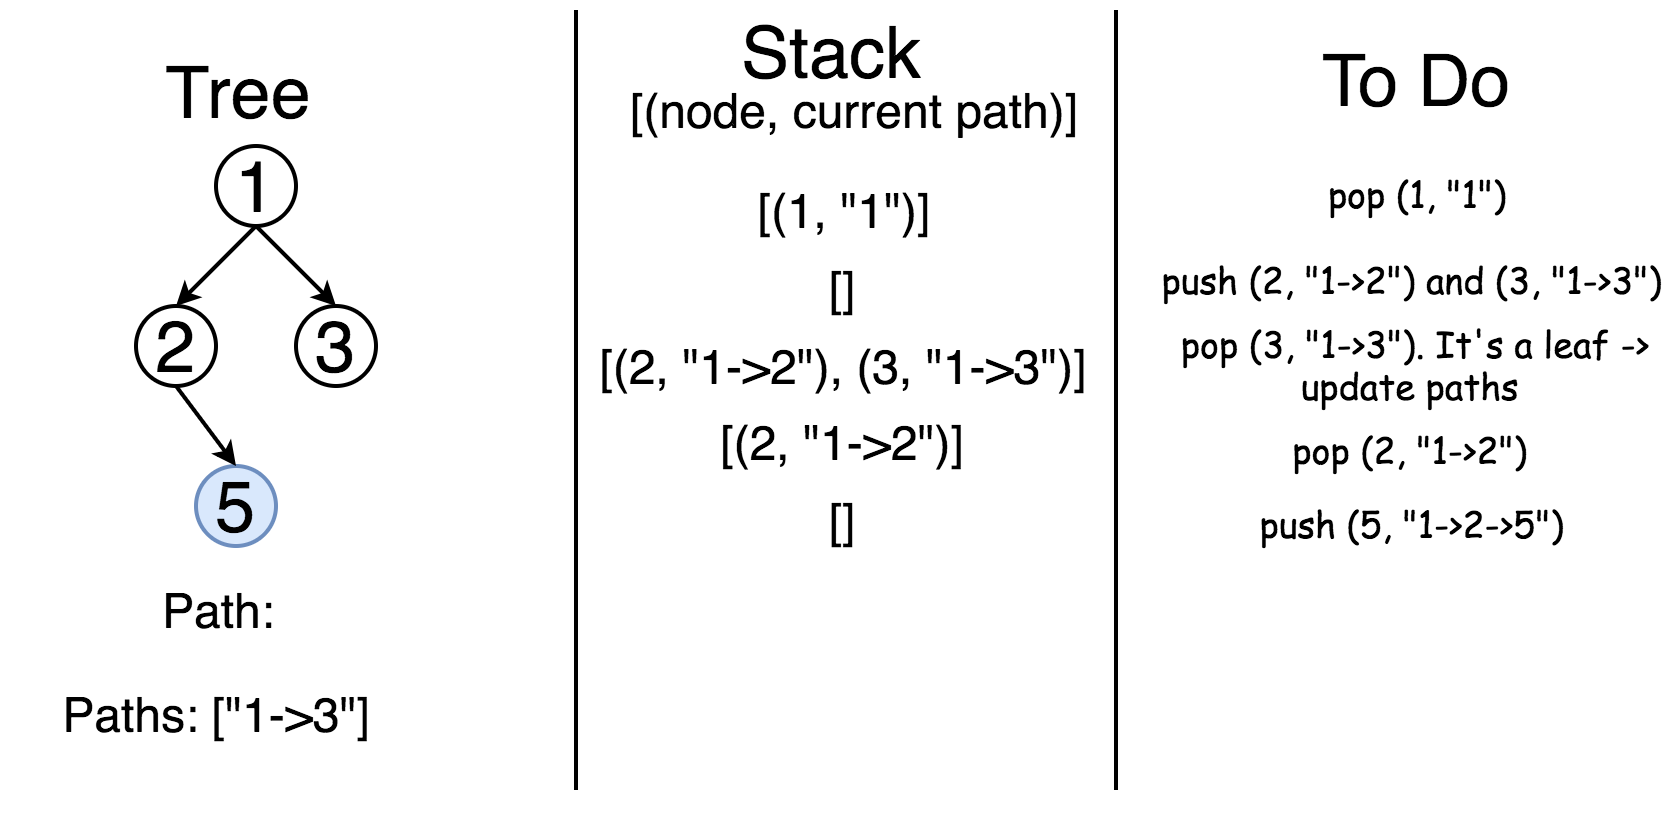 Tree
1
2
3
5
Path:
Paths: ["1->3"]
Stack
[(node, current path)]
[(1, "1")]
[]
[(2, "1->2"), (3, "1->3")]
[(2, "1->2")]
[]
To Do
pop (1, "1")
push (2, "1->2") and (3, "1->3")
pop (3, "1->3"). It's a leaf ->
update paths
pop (2, "1->2")
push (5, "1->2->5")